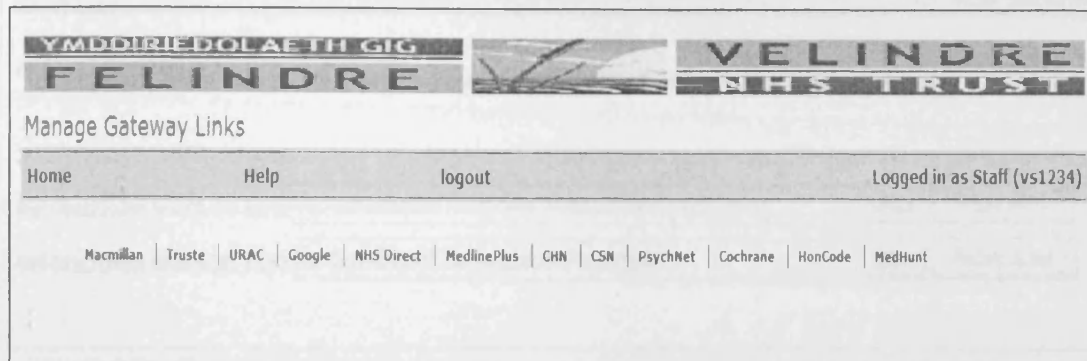 YMDDIRIEDOLAETH GIG
FELINDRE
VELINDRE
NHS TRUST
Manage Gateway Links
Home Help logout Logged in as Staff (vs1234)
Macmillan | Truste | URAC | Google | NHS Direct | MedlinePlus | CHN | CSN | PsychNet | Cochrane | HonCode | MedHunt